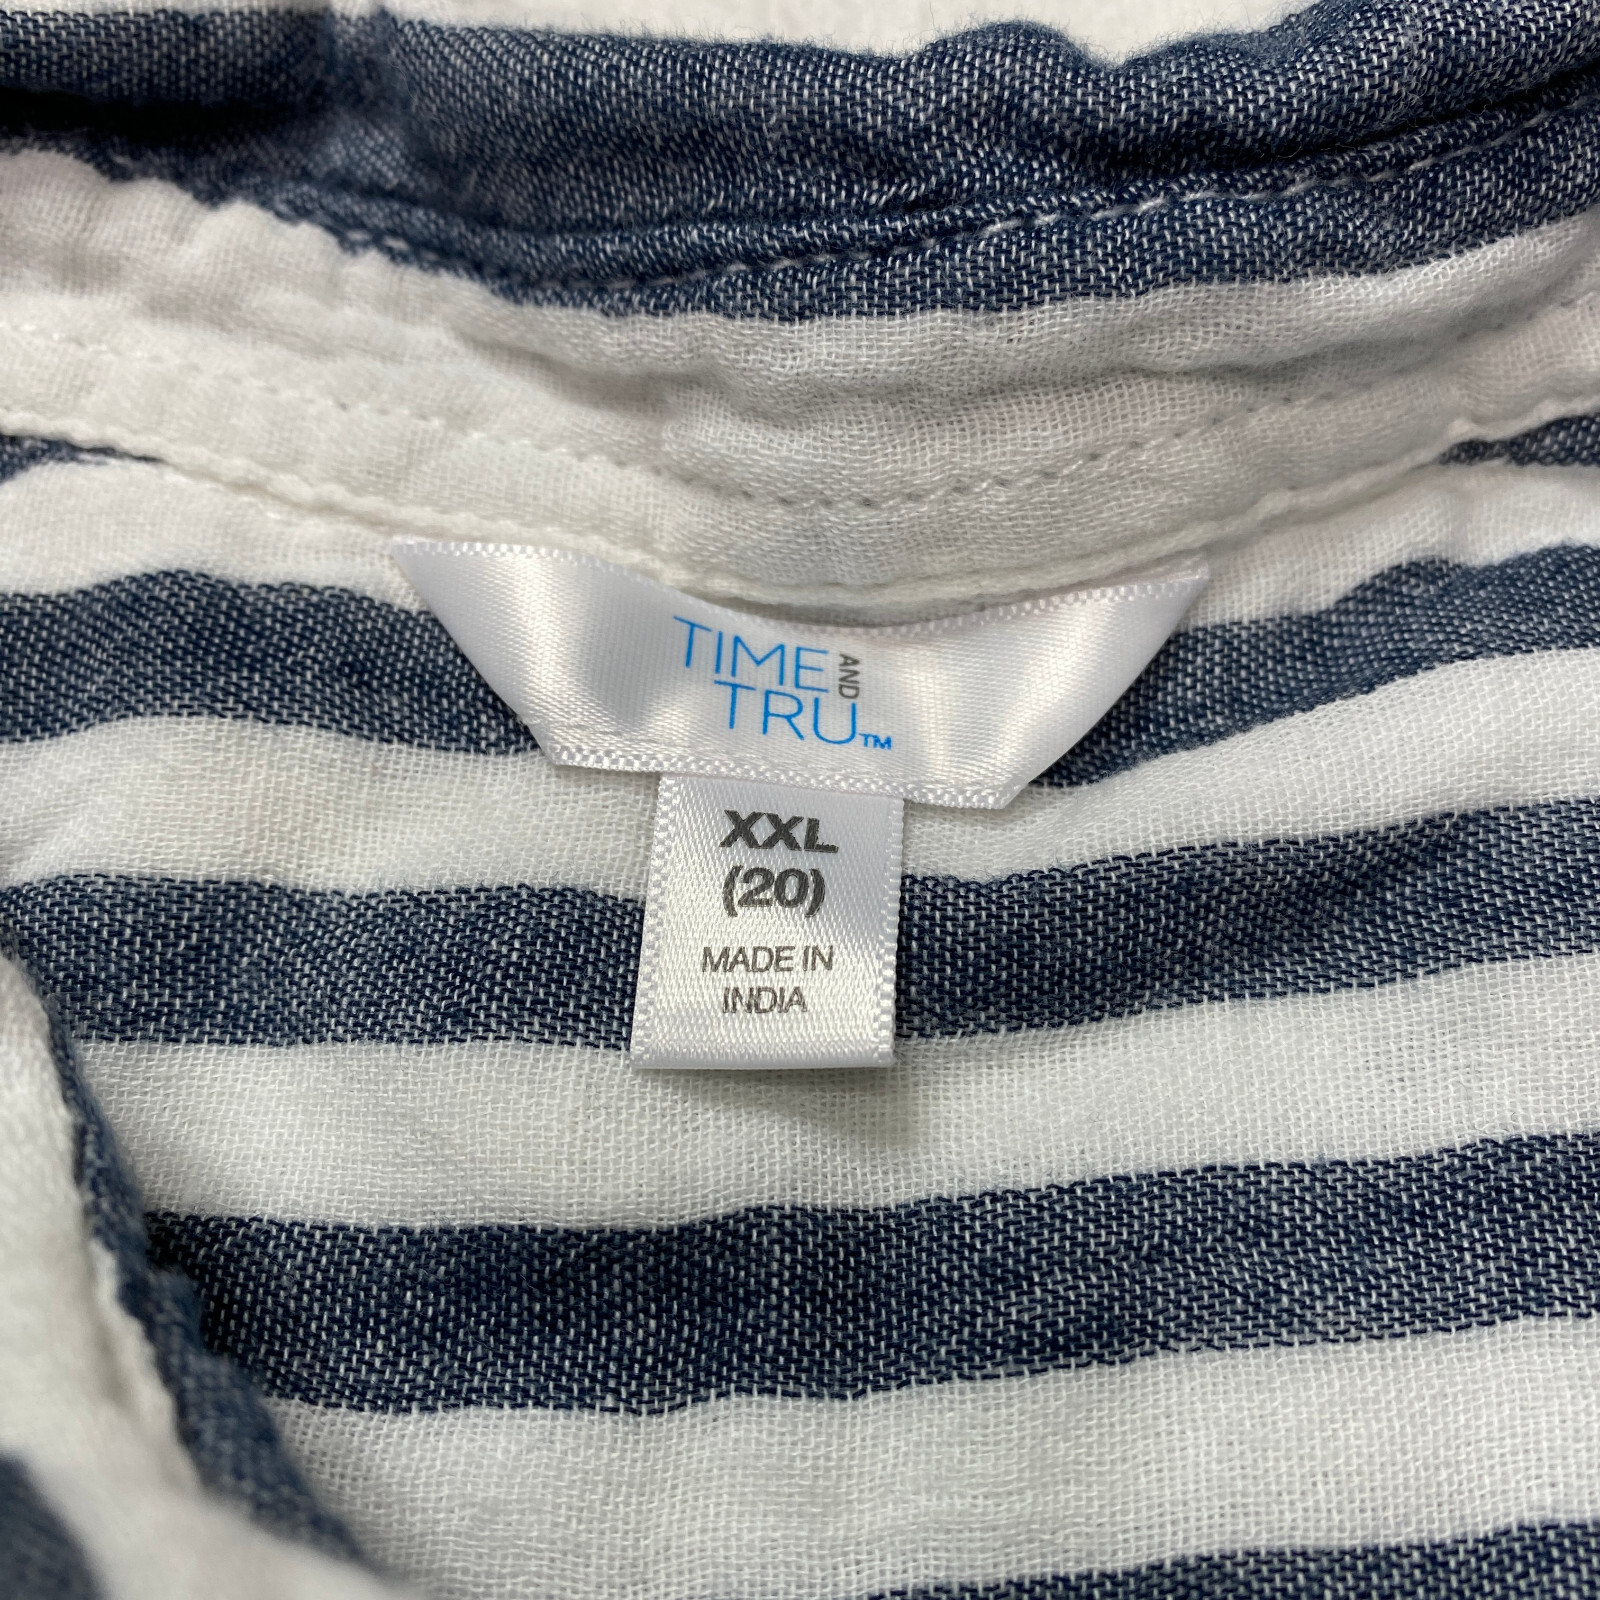 TIME AND
TRU™
XXL
(20)
MADE IN
INDIA